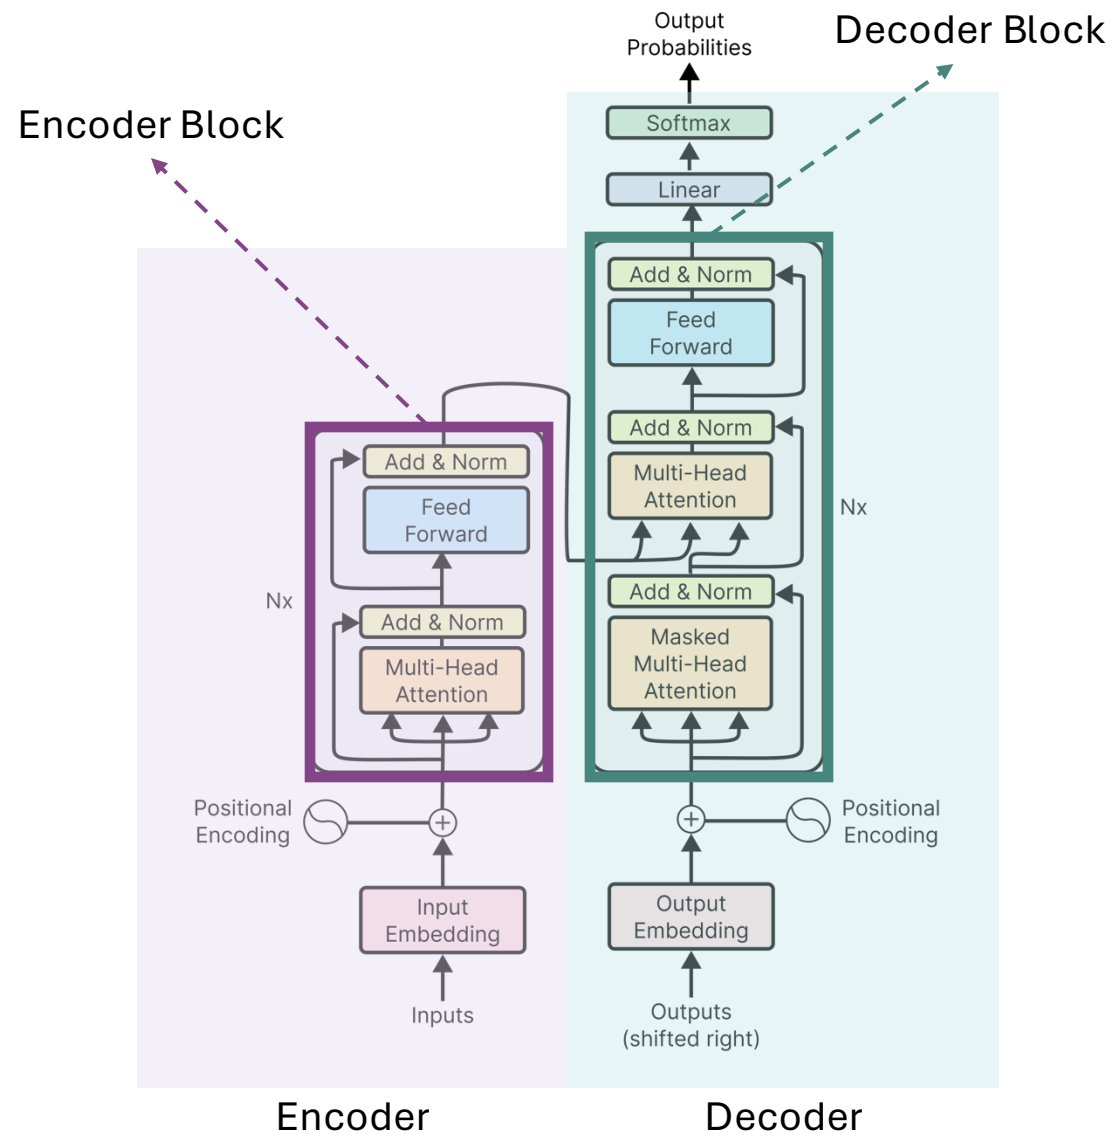 Output
Probabilities
Decoder Block
Encoder Block
Softmax
Linear
Add & Norm
Feed
Forward
Add & Norm
Multi-Head
Attention
Nx
Add & Norm
Masked
Multi-Head
Attention
Add & Norm
Feed
Forward
Nx
Add & Norm
Multi-Head
Attention
Positional
Encoding
Positional
Encoding
Input
Embedding
Output
Embedding
Inputs
Outputs
(shifted right)
Encoder
Decoder